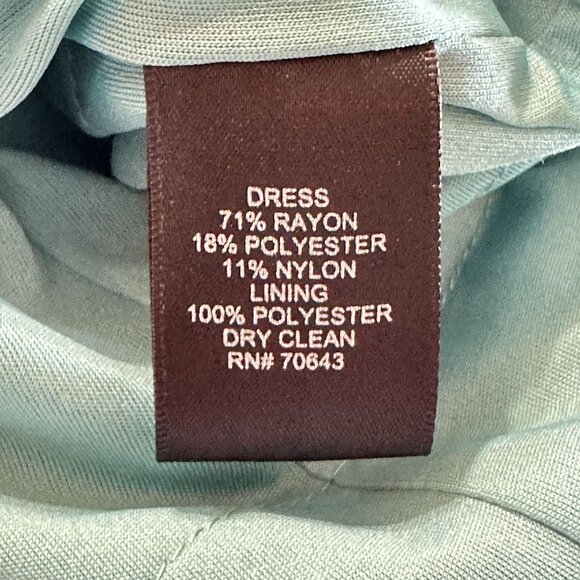 DRESS
71% RAYON
18% POLYESTER
11% NYLON
LINING
100% POLYESTER
DRY CLEAN
RN# 70643